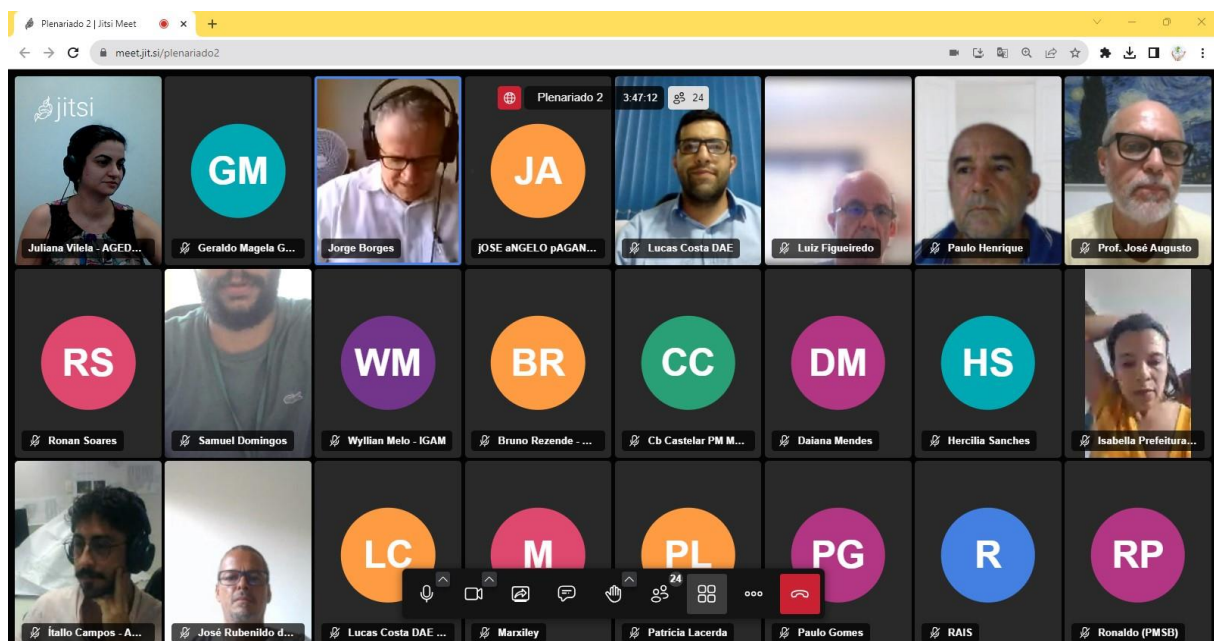 Plenariado 2 | Jitsi Meet
meet.jit.si/plenariado2
jitsi
Plenariado 2 3:47:12 24
GM
JA
Juliana Vilela - AGED...
Geraldo Magela G...
Jorge Borges
jOSE aNGELO pAGAN...
Lucas Costa DAE
Luiz Figueiredo
Paulo Henrique
Prof. José Augusto
RS
WM
BR
CC
DM
HS
Ronan Soares
Samuel Domingos
Wyllian Melo - IGAM
Bruno Rezende - ...
Cb Castelar PM M...
Daiana Mendes
Hercilia Sanches
Isabella Prefeitura...
LC
M
PL
PG
R
RP
24
Ítallo Campos - A...
José Rubenildo d...
Lucas Costa DAE ...
Marxiley
Patrícia Lacerda
Paulo Gomes
RAIS
Ronaldo (PMSB)